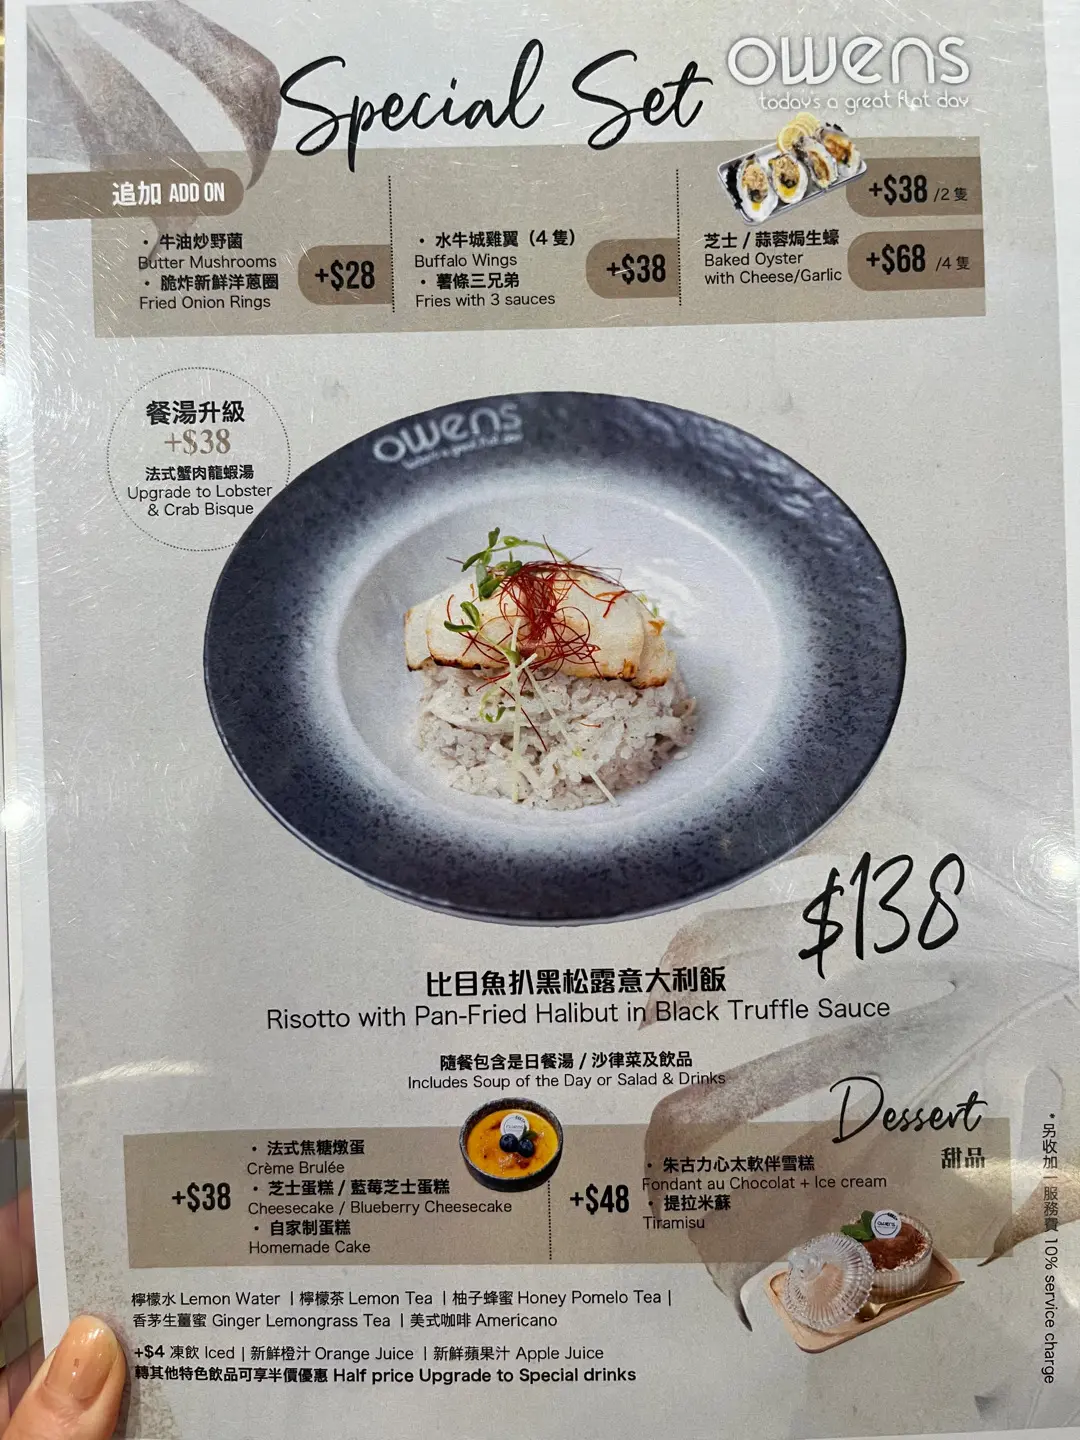 Special Set
owens
today's a great flat day
追加 ADD ON
・牛油炒野菌
Butter Mushrooms
・脆炸新鮮洋蔥圈
Fried Onion Rings
+$28
・水牛城雞翼（4 隻）
Buffalo Wings
・薯條三兄弟
Fries with 3 sauces
+$38
芝士 / 蒜蓉焗生蠔
Baked Oyster
with Cheese/Garlic
+$38 /2 隻
+$68 /4 隻
餐湯升級
+$38
法式蟹肉龍蝦湯
Upgrade to Lobster
& Crab Bisque
owens
today's a great flat day
$138
比目魚扒黑松露意大利飯
Risotto with Pan-Fried Halibut in Black Truffle Sauce
隨餐包含是日餐湯 / 沙律菜及飲品
Includes Soup of the Day or Salad & Drinks
Dessert
甜品
+$38
・法式焦糖燉蛋
Crème Brulée
・芝士蛋糕 / 藍莓芝士蛋糕
Cheesecake / Blueberry Cheesecake
・自家制蛋糕
Homemade Cake
+$48
・朱古力心太軟伴雪糕
Fondant au Chocolat + Ice cream
・提拉米蘇
Tiramisu
owens
檸檬水 Lemon Water | 檸檬茶 Lemon Tea | 柚子蜂蜜 Honey Pomelo Tea |
香茅生薑蜜 Ginger Lemongrass Tea | 美式咖啡 Americano
+$4 凍飲 Iced | 新鮮橙汁 Orange Juice | 新鮮蘋果汁 Apple Juice
轉其他特色飲品可享半價優惠 Half price Upgrade to Special drinks
* 另收加一服務費 10% service charge